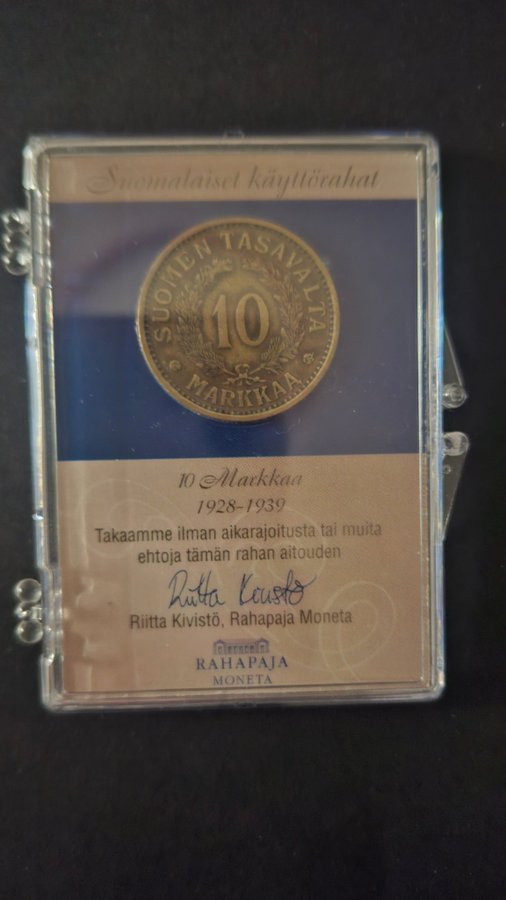 Suomalaiset käyttörahat
SUOMEN TASAVALTA
10
MARKKAA
10 Markkaa
1928-1939
Takaamme ilman aikarajoitusta tai muita
ehtoja tämän rahan aitouden
Riitta Kivistö
Riitta Kivistö, Rahapaja Moneta
RAHAPAJA
MONETA